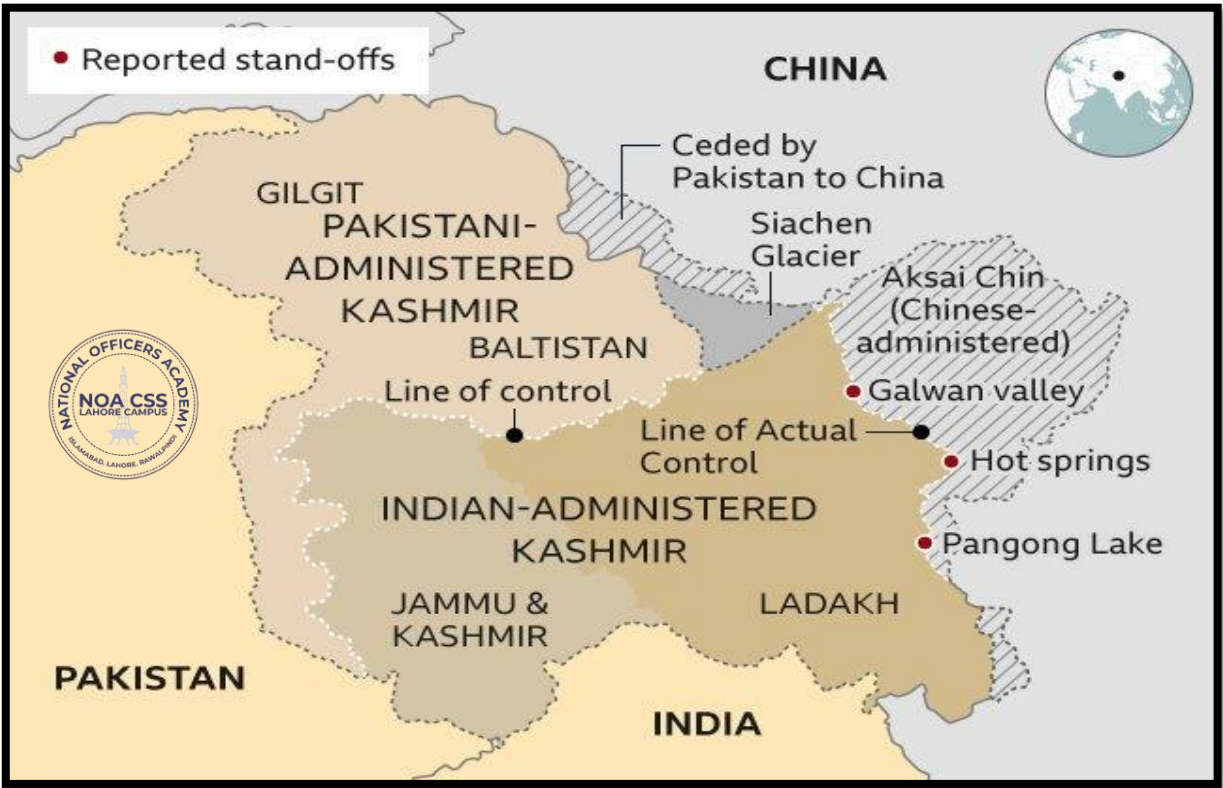 Reported stand-offs
CHINA
Ceded by
Pakistan to China
GILGIT
PAKISTANI-
ADMINISTERED
KASHMIR
BALTISTAN
Siachen
Glacier
Aksai Chin
(Chinese-
administered)
Line of control
Galwan valley
Line of Actual
Control
Hot springs
INDIAN-ADMINISTERED
KASHMIR
Pangong Lake
JAMMU &
KASHMIR
LADAKH
PAKISTAN
INDIA
NATIONAL OFFICERS ACADEMY
NOA CSS
LAHORE CAMPUS
ISLAMABAD, LAHORE, RAWALPINDI